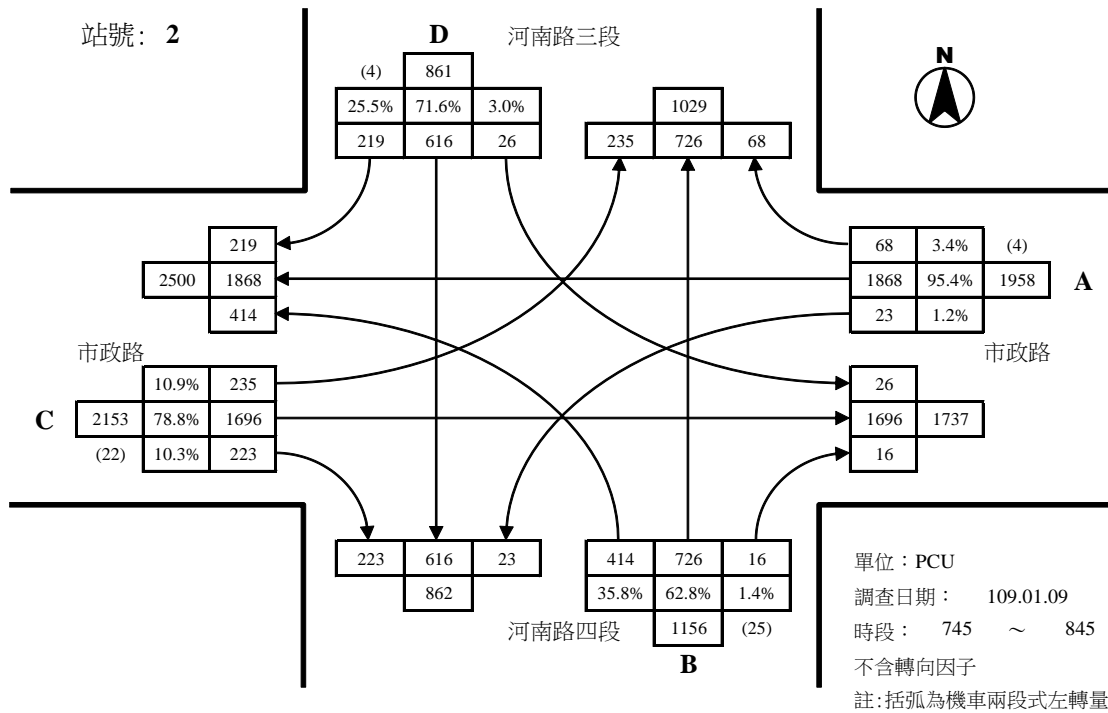 站號: 2
D 河南路三段
N
(4) 861
25.5% 71.6% 3.0%
219 616 26
1029
235 726 68
219
2500 1868
414
68 3.4% (4)
1868 95.4% 1958 A
23 1.2%
市政路
市政路
10.9% 235
C 2153 78.8% 1696
(22) 10.3% 223
26
1696 1737
16
223 616 23
862
414 726 16
35.8% 62.8% 1.4%
河南路四段 1156 (25)
B
單位：PCU
調查日期： 109.01.09
時段： 745 ～ 845
不含轉向因子
註:括弧為機車兩段式左轉量